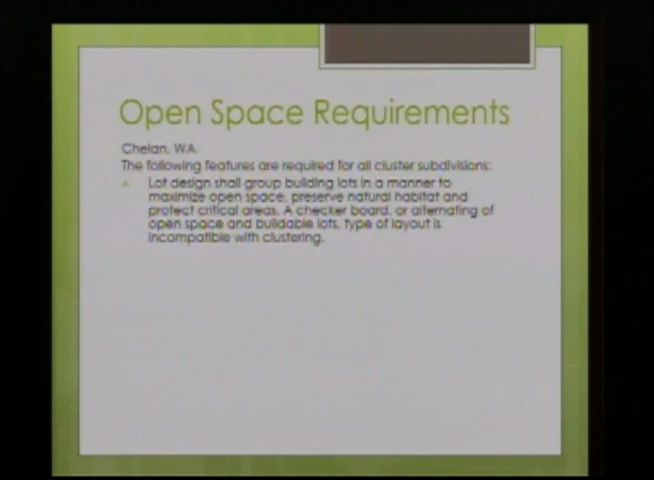 Open Space Requirements
Chelan, WA
The following features are required for all cluster subdivisions:
A. Lot design shall group building lots in a manner to
maximize open space, preserve natural habitat and
protect critical areas. A checker board, or alternating of
open space and buildable lots, type of layout is
incompatible with clustering.